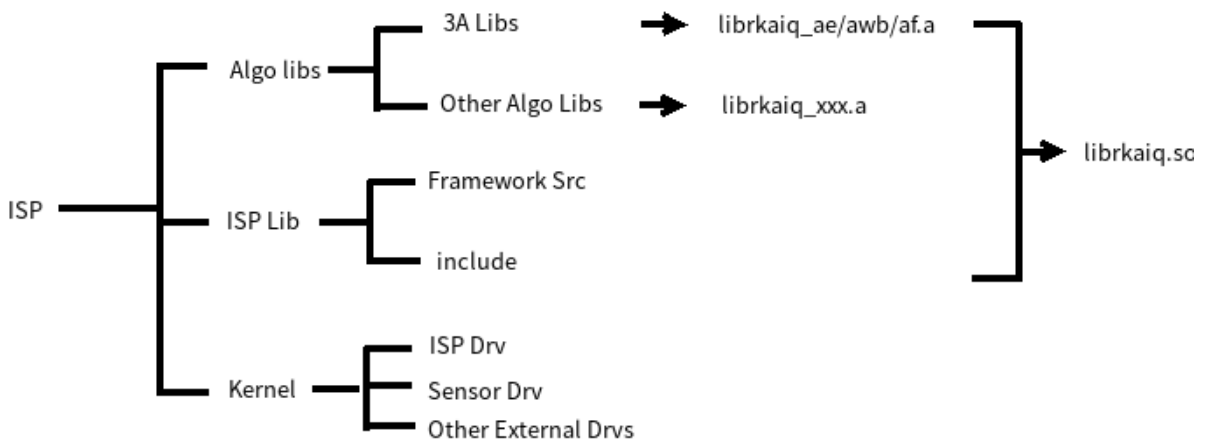 3A Libs
librkaiq_ae/awb/af.a
Algo libs
Other Algo Libs
librkaiq_xxx.a
librkaiq.so
Framework Src
ISP
ISP Lib
include
ISP Drv
Kernel
Sensor Drv
Other External Drvs